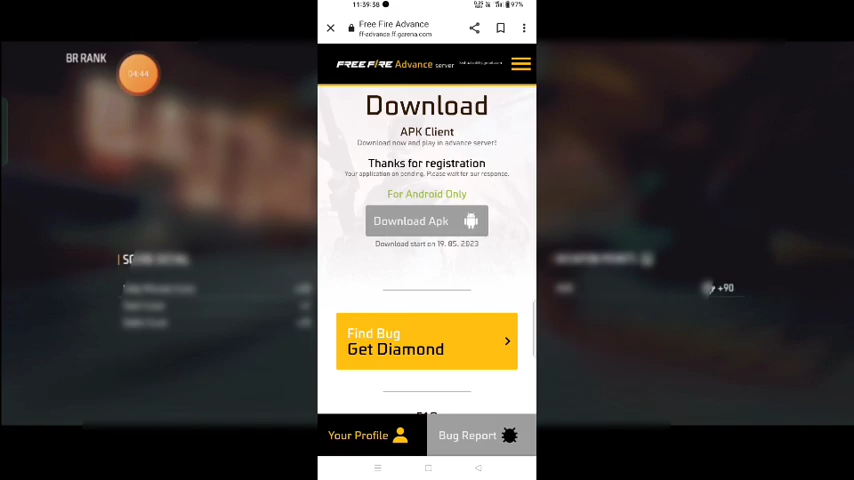 11:39:38
97%
Free Fire Advance
ff-advance.ff.garena.com
BR RANK
04:44
FREE FIRE Advance server
Download
APK Client
Download now and play in advance server!
Thanks for registration
Your application on pending. Please wait for our response.
For Android Only
Download Apk
Download start on 19. 05. 2023
+90
Find Bug
Get Diamond
Your Profile
Bug Report